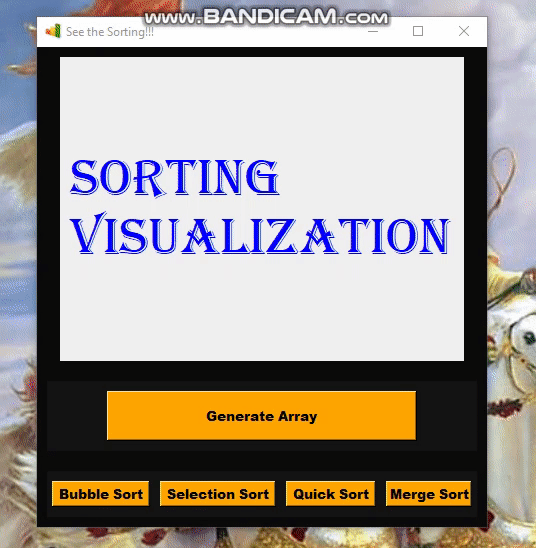 WWW.BANDICAM.COM
See the Sorting!!!
SORTING
VISUALIZATION
Generate Array
Bubble Sort Selection Sort Quick Sort Merge Sort